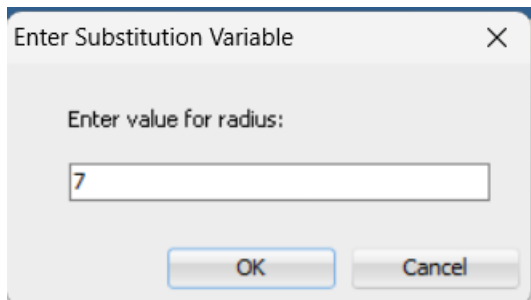 Enter Substitution Variable
Enter value for radius:
7
OK Cancel